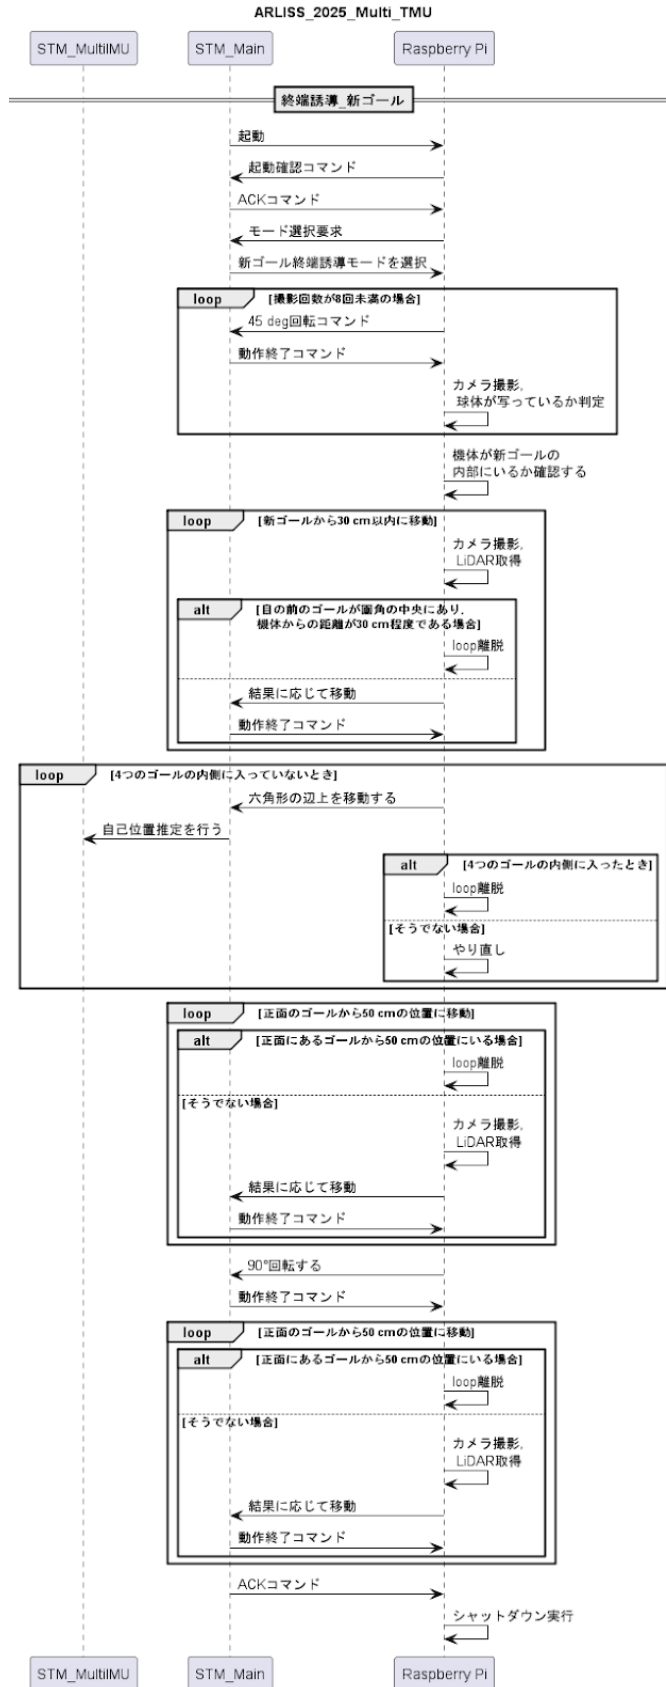 ARLISS_2025_Multi_TMU
STM_MultiIMU
STM_Main
Raspberry Pi
終端誘導_新ゴール
起動
起動確認コマンド
ACKコマンド
モード選択要求
新ゴール終端誘導モードを選択
loop
[撮影回数が8回未満の場合]
45 deg回転コマンド
動作終了コマンド
カメラ撮影,
球体が写っているか判定
機体が新ゴールの
内部にいるか確認する
loop
[新ゴールから30 cm以内に移動]
カメラ撮影,
LiDAR取得
alt
[目の前のゴールが画角の中央にあり,
機体からの距離が30 cm程度である場合]
loop離脱
結果に応じて移動
動作終了コマンド
loop
[4つのゴールの内側に入っていないとき]
六角形の辺上を移動する
自己位置推定を行う
alt
[4つのゴールの内側に入ったとき]
loop離脱
[そうでない場合]
やり直し
loop
[正面のゴールから50 cmの位置に移動]
alt
[正面にあるゴールから50 cmの位置にいる場合]
loop離脱
[そうでない場合]
カメラ撮影,
LiDAR取得
結果に応じて移動
動作終了コマンド
90°回転する
動作終了コマンド
loop
[正面のゴールから50 cmの位置に移動]
alt
[正面にあるゴールから50 cmの位置にいる場合]
loop離脱
[そうでない場合]
カメラ撮影,
LiDAR取得
結果に応じて移動
動作終了コマンド
ACKコマンド
シャットダウン実行
STM_MultiIMU
STM_Main
Raspberry Pi